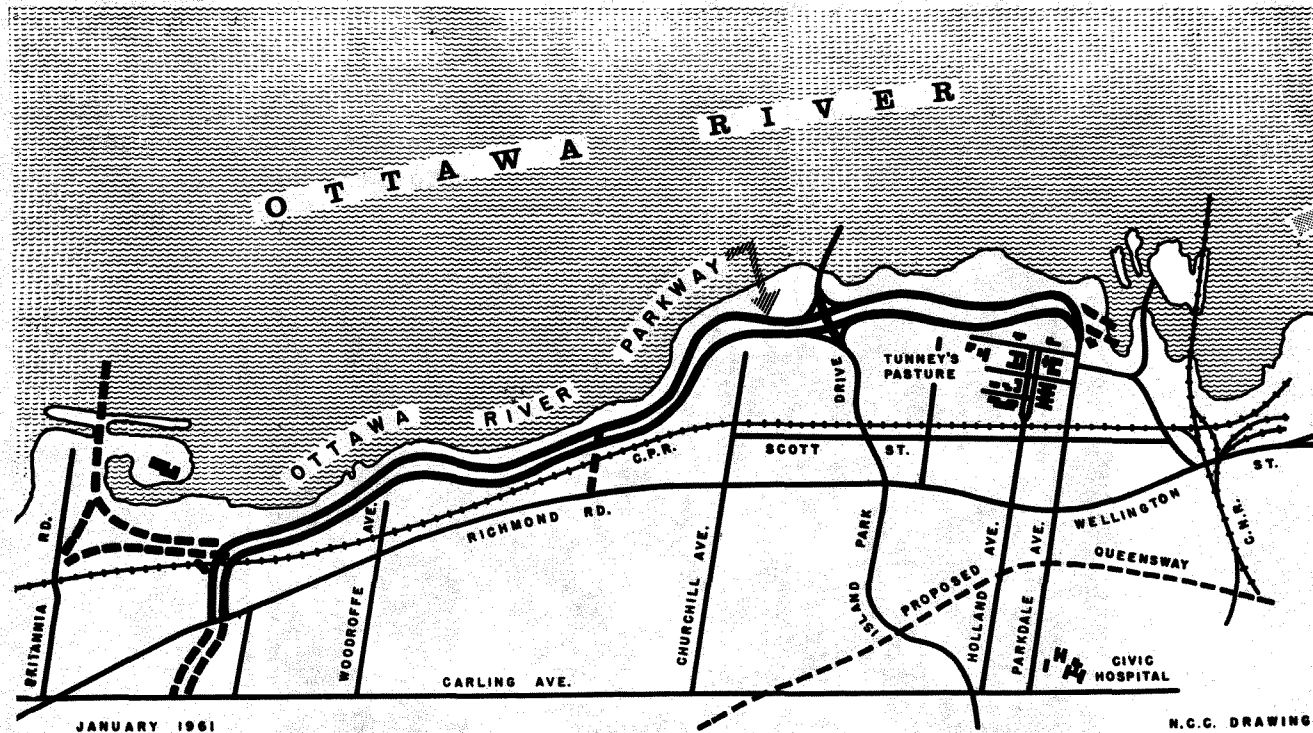 OTTAWA RIVER
OTTAWA RIVER PARKWAY
TUNNEY'S
PASTURE
ISLAND PARK DRIVE
C.P.R.
SCOTT ST.
RICHMOND RD.
WELLINGTON ST.
C.N.R.
PROPOSED QUEENSWAY
BRITANNIA RD.
WOODROFFE AVE.
CHURCHILL AVE.
HOLLAND AVE.
PARKDALE AVE.
CIVIC
HOSPITAL
CARLING AVE.
JANUARY 1961
N.C.C. DRAWING